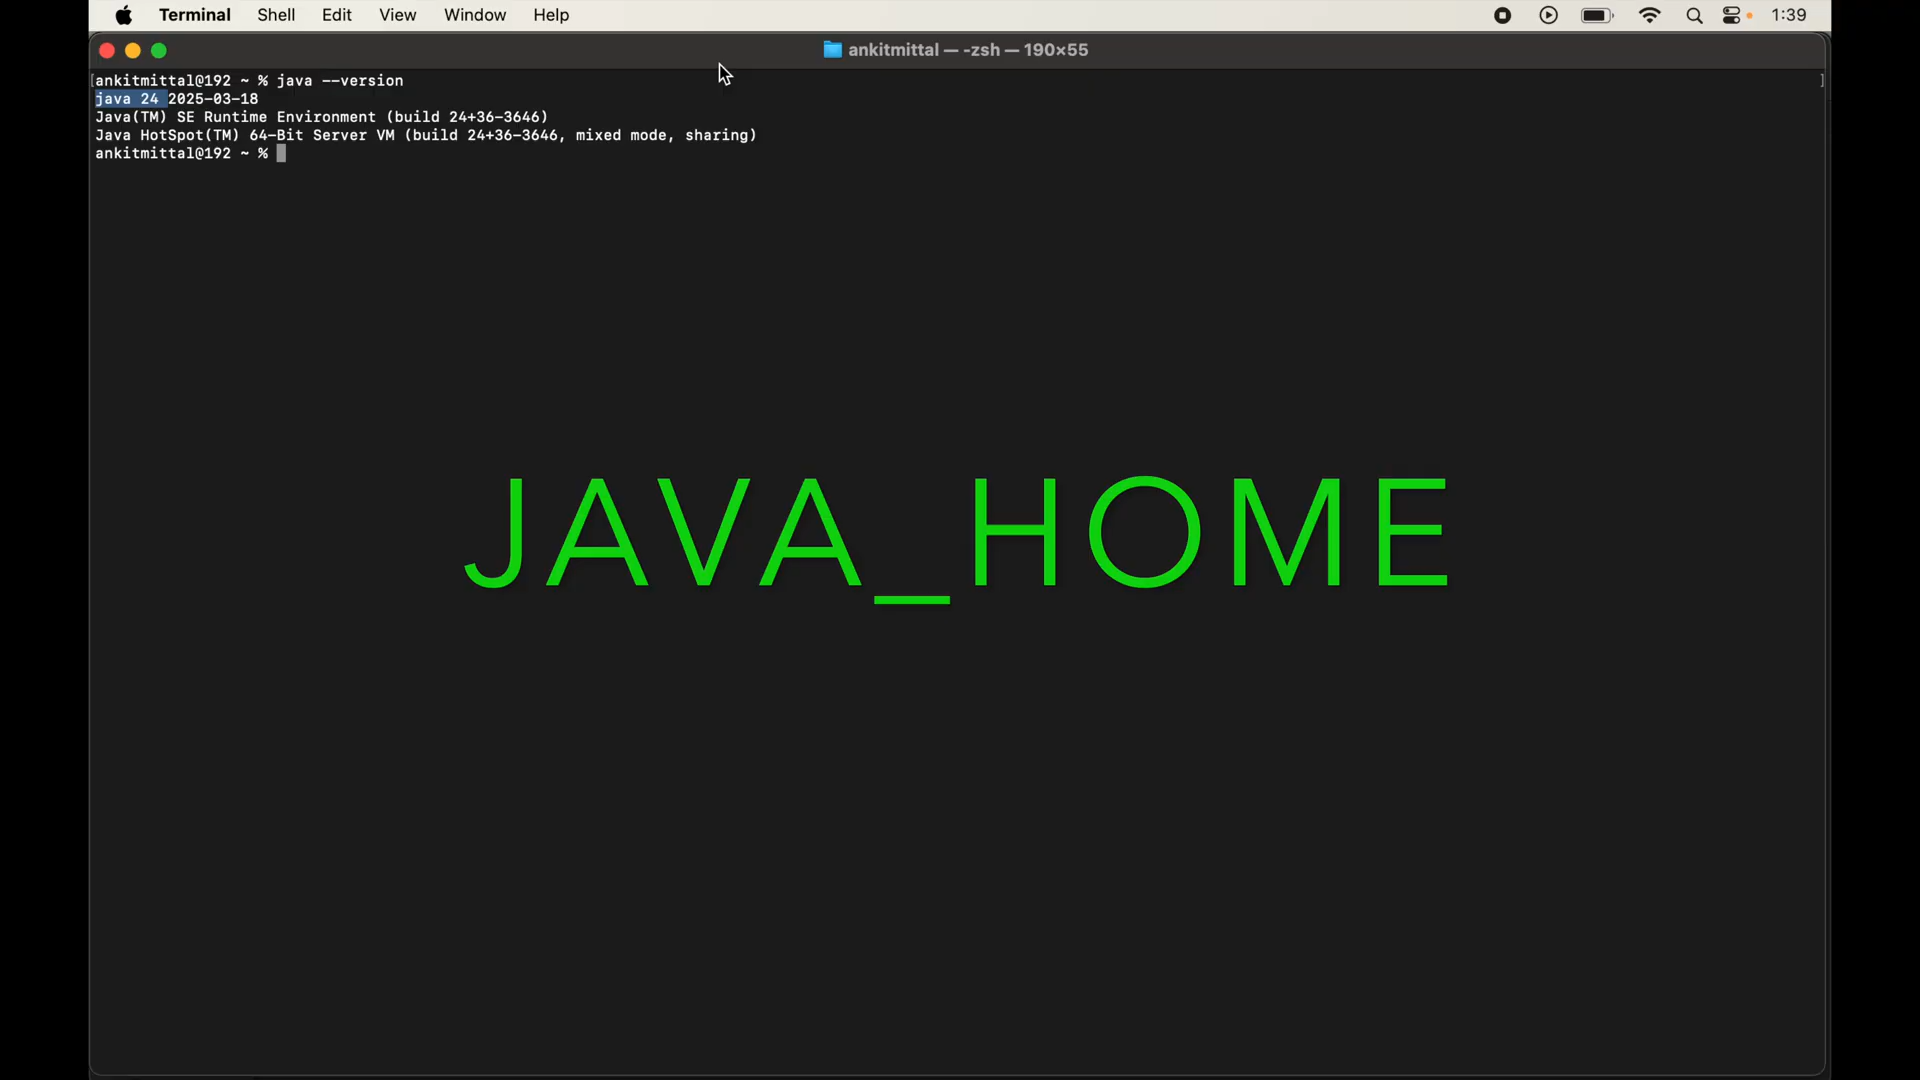 Terminal Shell Edit View Window Help 1:39
ankitmittal — -zsh — 190×55
[ankitmittal@192 ~ % java --version ]
java 24 2025-03-18
Java(TM) SE Runtime Environment (build 24+36-3646)
Java HotSpot(TM) 64-Bit Server VM (build 24+36-3646, mixed mode, sharing)
ankitmittal@192 ~ %
JAVA_HOME